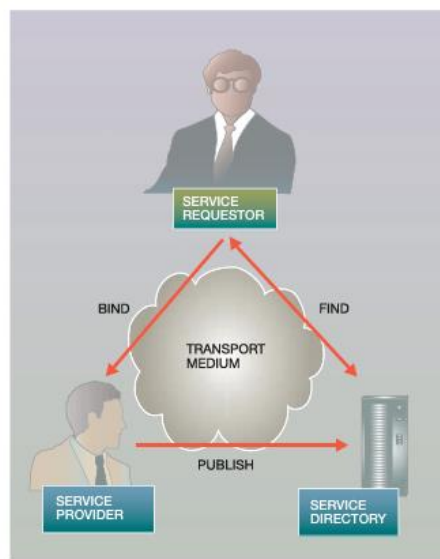 SERVICE
REQUESTOR
BIND
FIND
TRANSPORT
MEDIUM
PUBLISH
SERVICE
PROVIDER
SERVICE
DIRECTORY